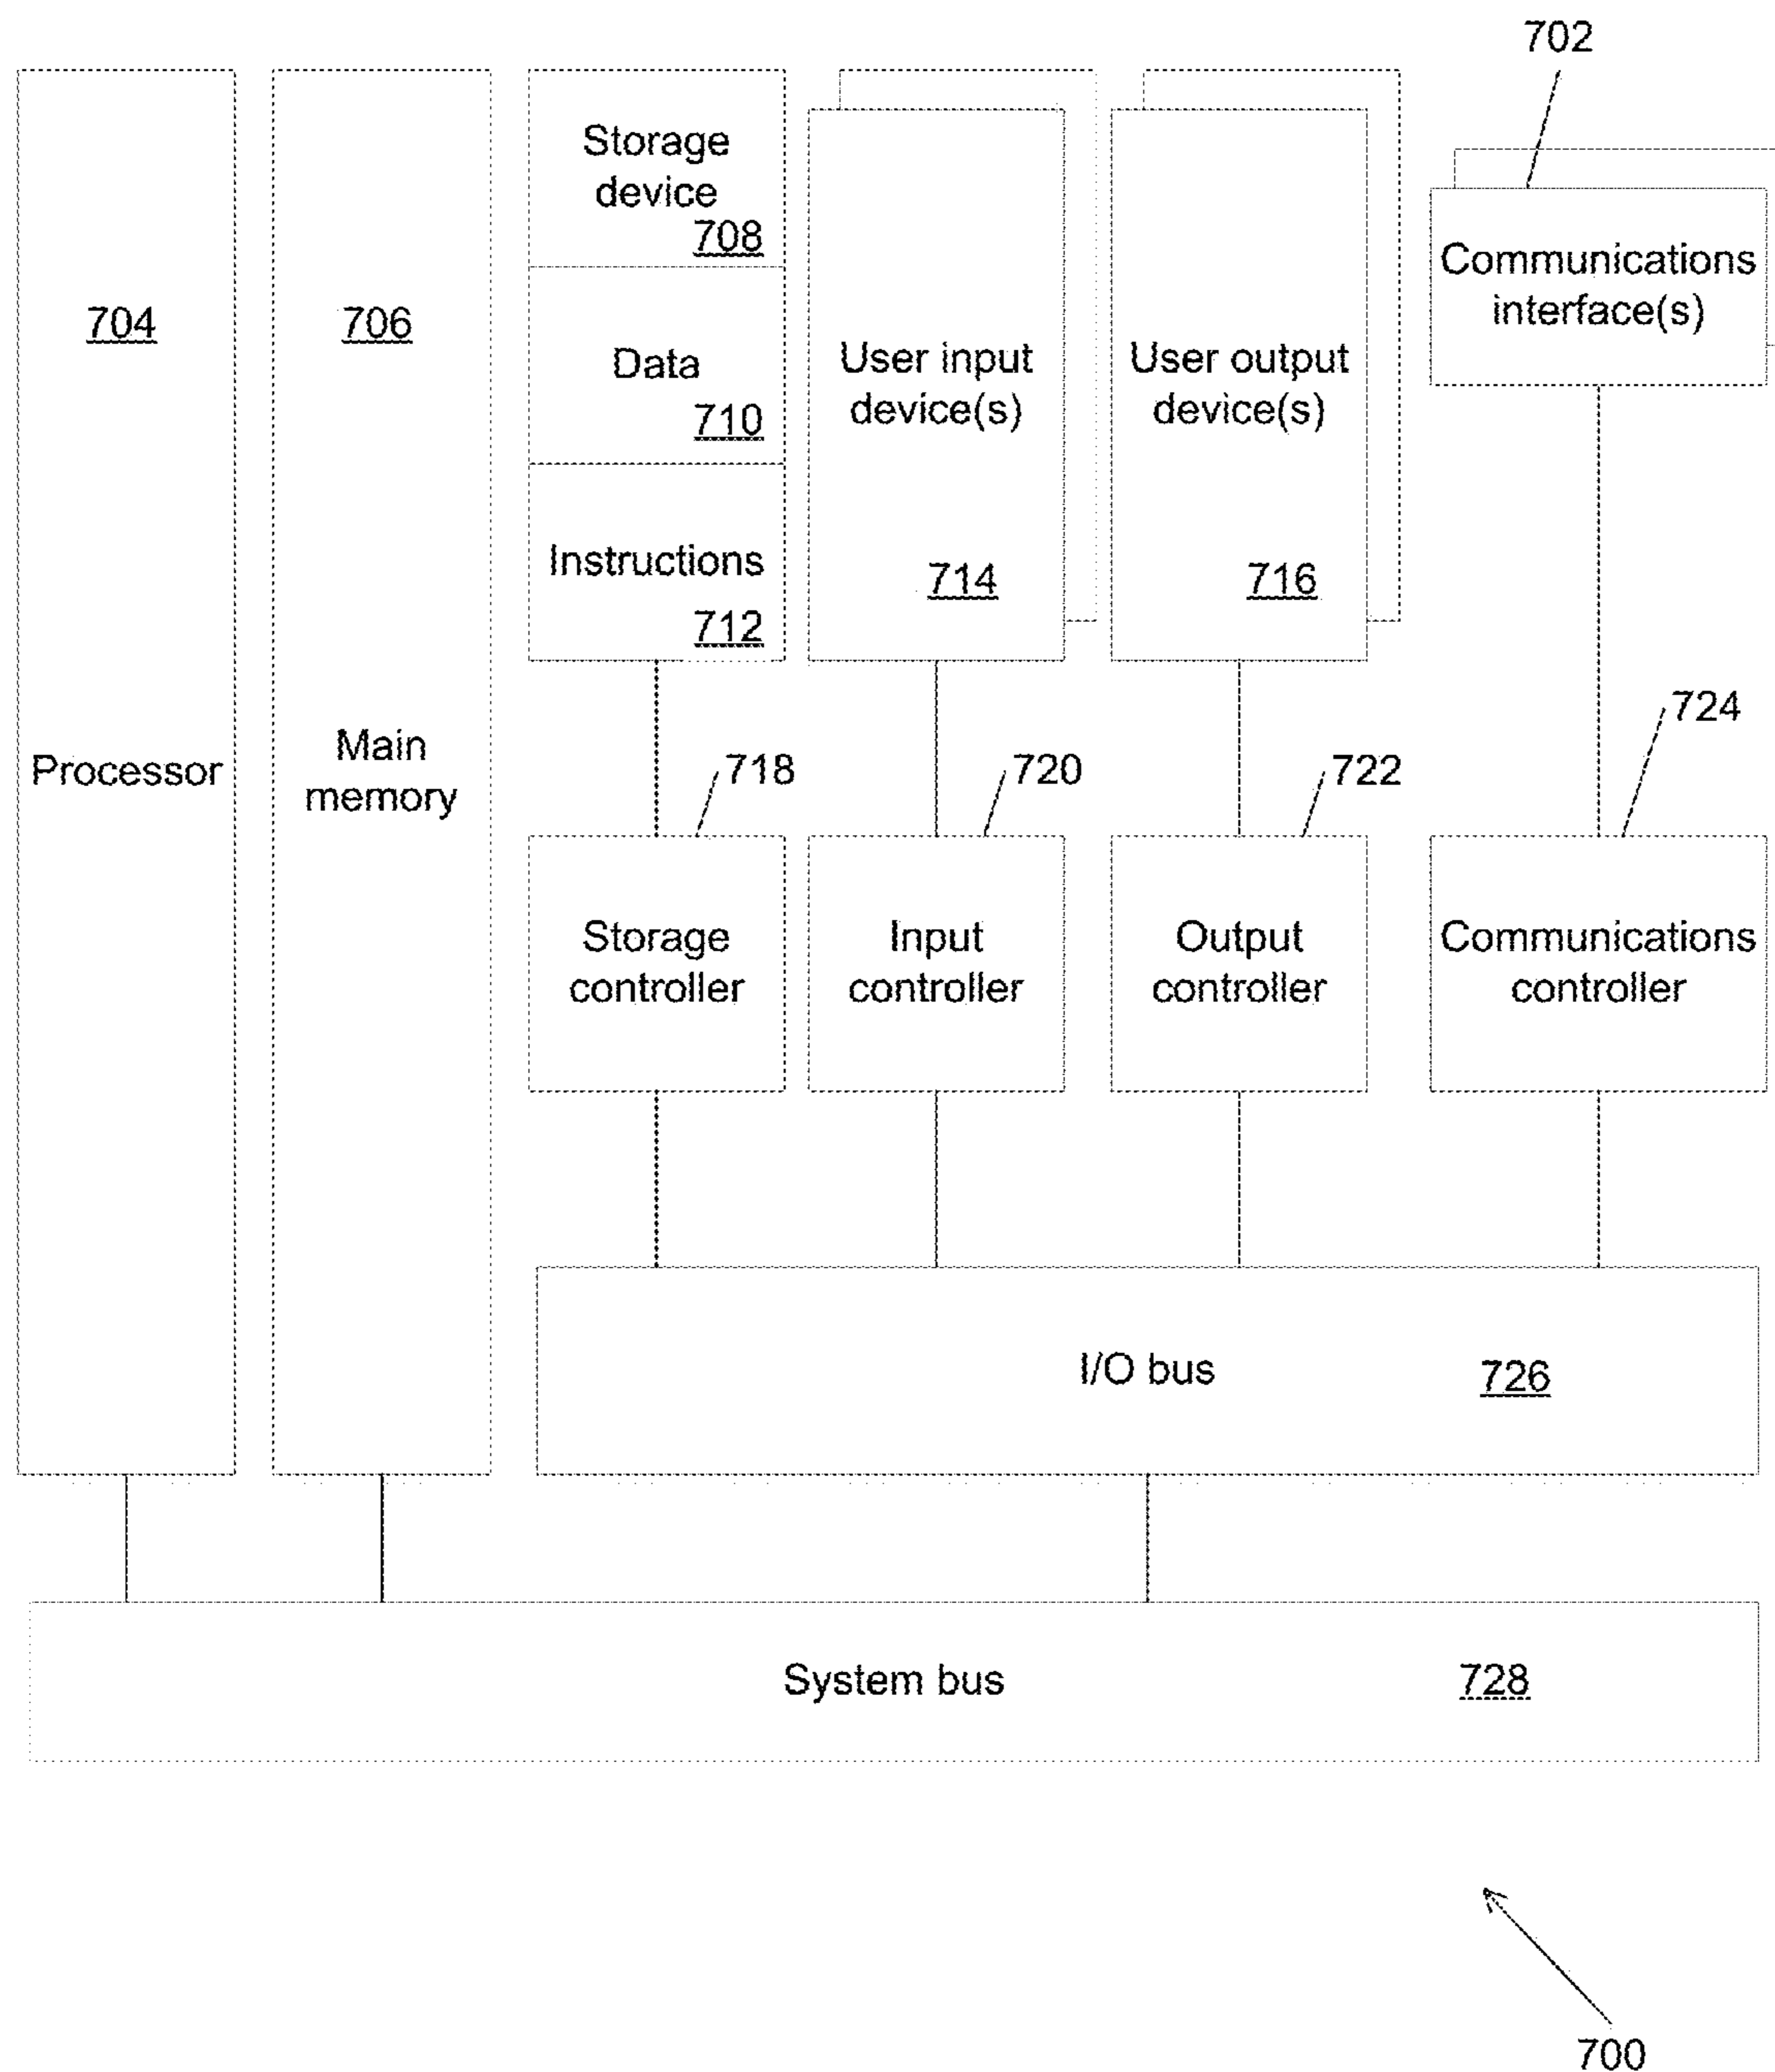 702
Storage
device
708
Communications
interface(s)
704
706
Data
710
User input
device(s)
User output
device(s)
Instructions
712
714
716
724
Processor
Main
memory
718
720
722
Storage
controller
Input
controller
Output
controller
Communications
controller
I/O bus
726
System bus
728
700